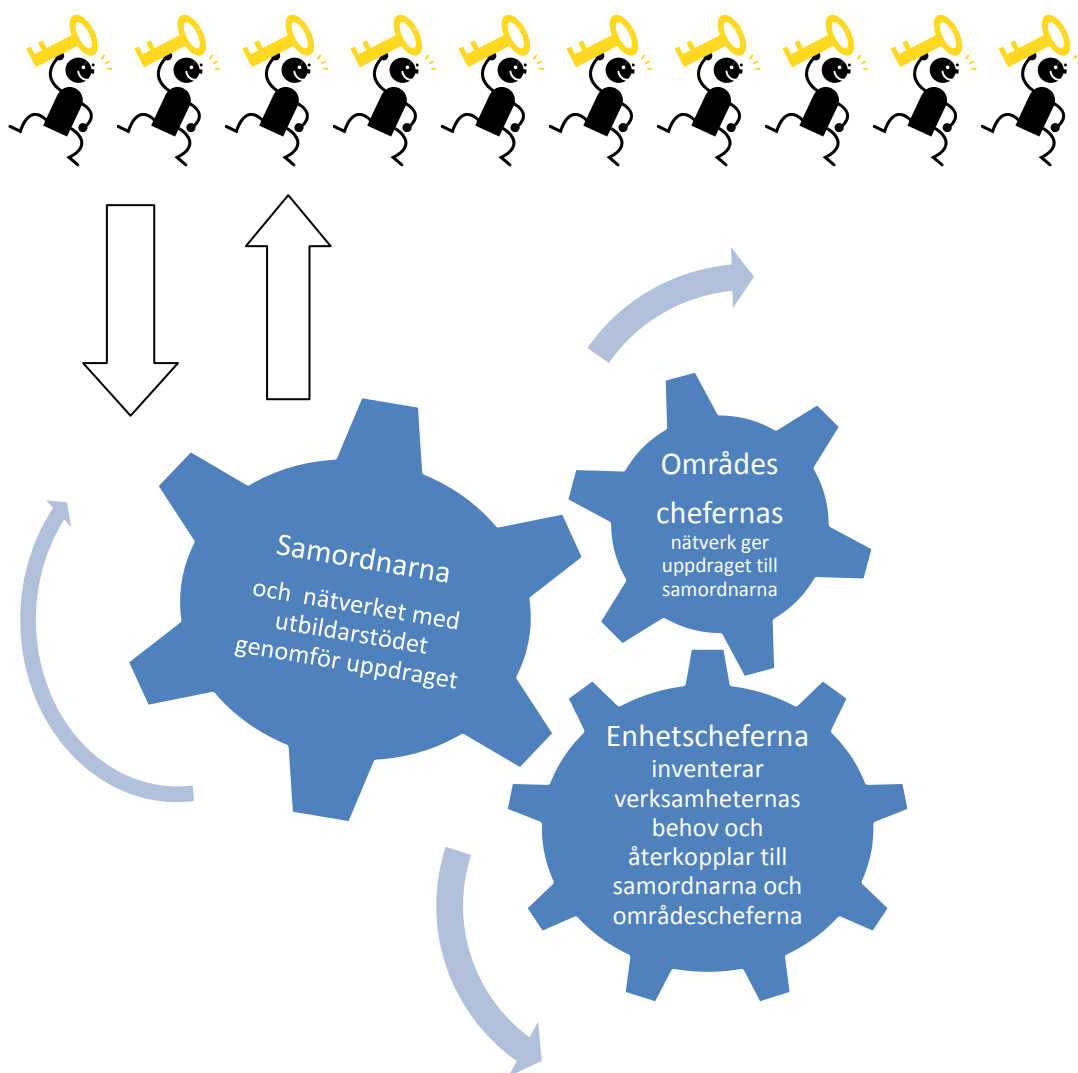 Samordnarna
och nätverket med
utbildarstödet
genomför uppdraget
Områdes
chefernas
nätverk ger
uppdraget till
samordnarna
Enhetscheferna
inventerar
verksamheternas
behov och
återkopplar till
samordnarna och
områdescheferna